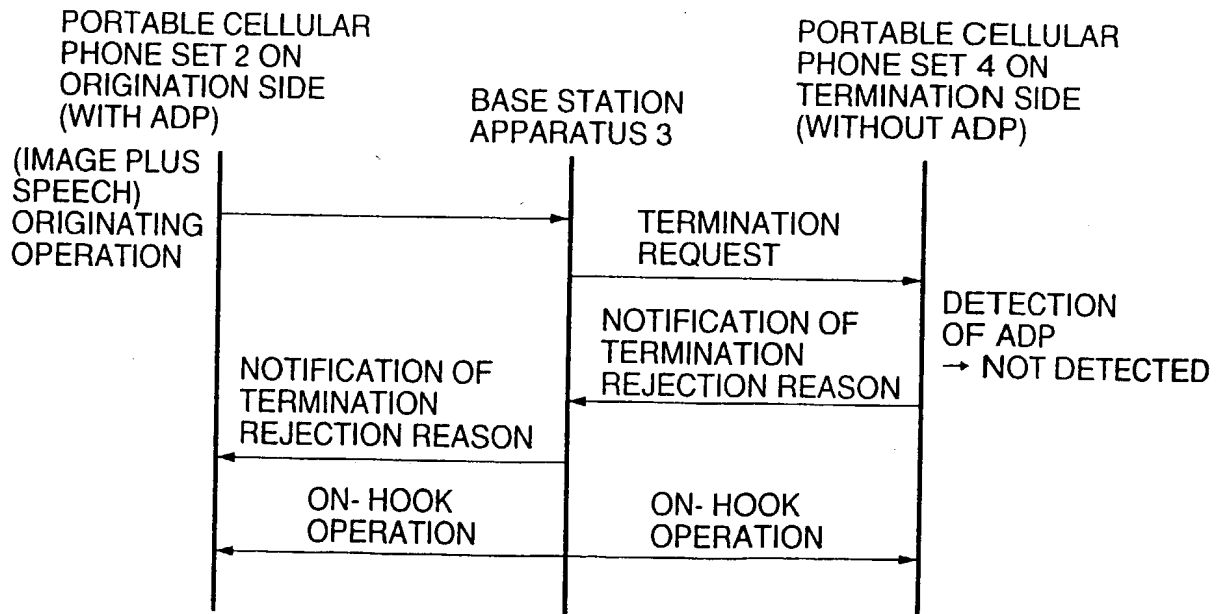 PORTABLE CELLULAR
PHONE SET 2 ON
ORIGINATION SIDE
(WITH ADP)
BASE STATION
APPARATUS 3
PORTABLE CELLULAR
PHONE SET 4 ON
TERMINATION SIDE
(WITHOUT ADP)
(IMAGE PLUS
SPEECH)
ORIGINATING
OPERATION
TERMINATION
REQUEST
DETECTION
OF ADP
→ NOT DETECTED
NOTIFICATION OF
TERMINATION
REJECTION REASON
NOTIFICATION OF
TERMINATION
REJECTION REASON
ON- HOOK
OPERATION
ON- HOOK
OPERATION